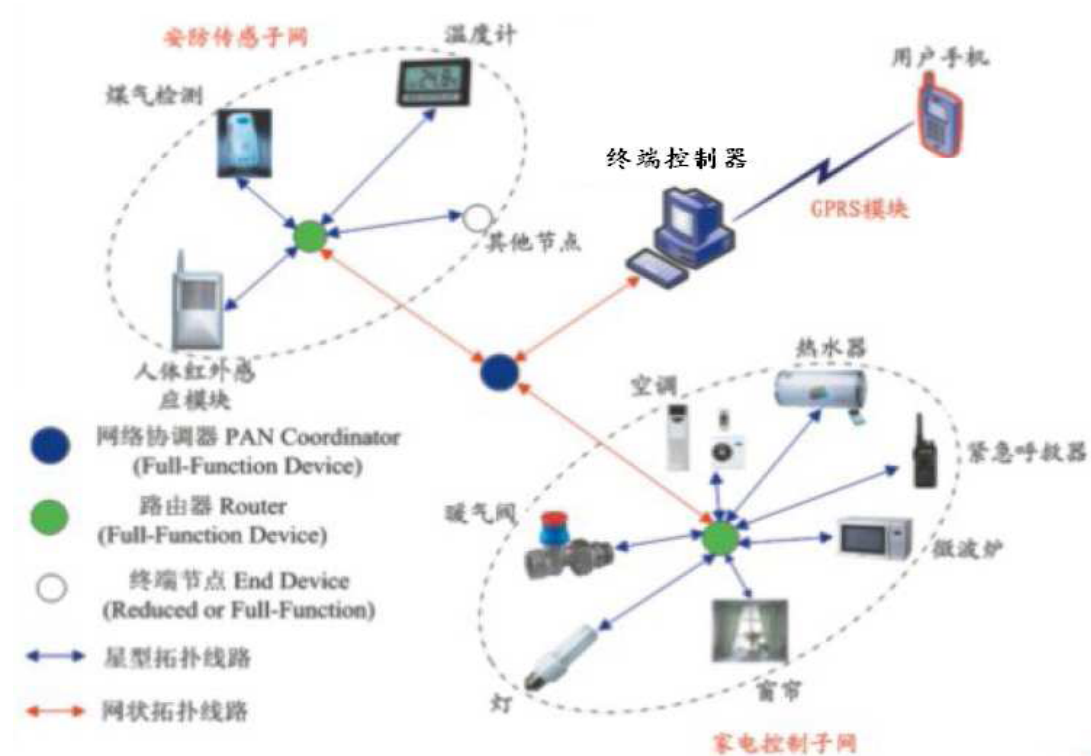 安防传感子网
温度计
用户手机
煤气检测
24.8
终端控制器
GPRS模块
其他节点
人体红外感
应模块
热水器
空调
网络协调器 PAN Coordinator
(Full-Function Device)
紧急呼救器
路由器 Router
(Full-Function Device)
暖气阀
微波炉
终端节点 End Device
(Reduced or Full-Function)
星型拓扑线路
灯
窗帘
网状拓扑线路
家电控制子网